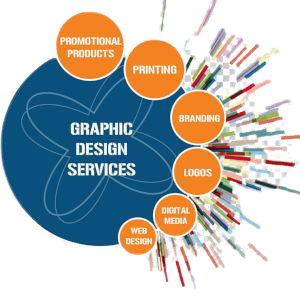 PROMOTIONAL
PRODUCTS
PRINTING
BRANDING
GRAPHIC
DESIGN
SERVICES
LOGOS
DIGITAL
MEDIA
WEB
DESIGN